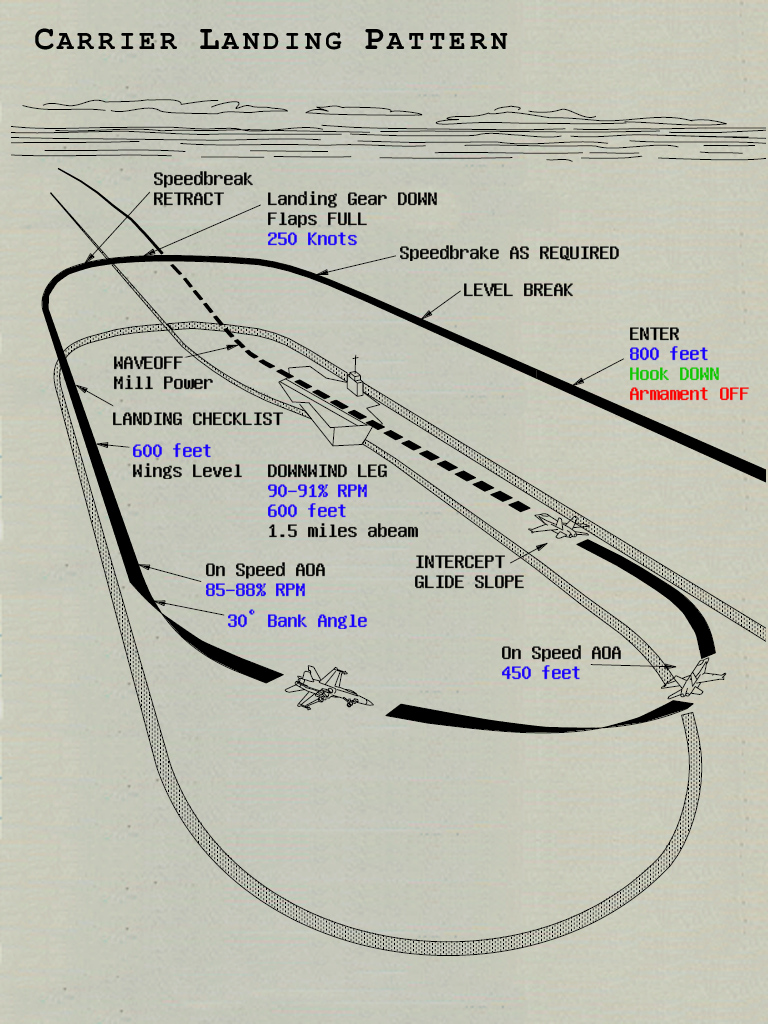 CARRIER LANDING PATTERN
Speedbreak
RETRACT
Landing Gear DOWN
Flaps FULL
250 Knots
Speedbrake AS REQUIRED
LEVEL BREAK
ENTER
800 feet
Hook DOWN
Armament OFF
WAVEOFF
Mill Power
LANDING CHECKLIST
600 feet
Wings Level
DOWNWIND LEG
90-91% RPM
600 feet
1.5 miles abeam
INTERCEPT
GLIDE SLOPE
On Speed AOA
85-88% RPM
30° Bank Angle
On Speed AOA
450 feet